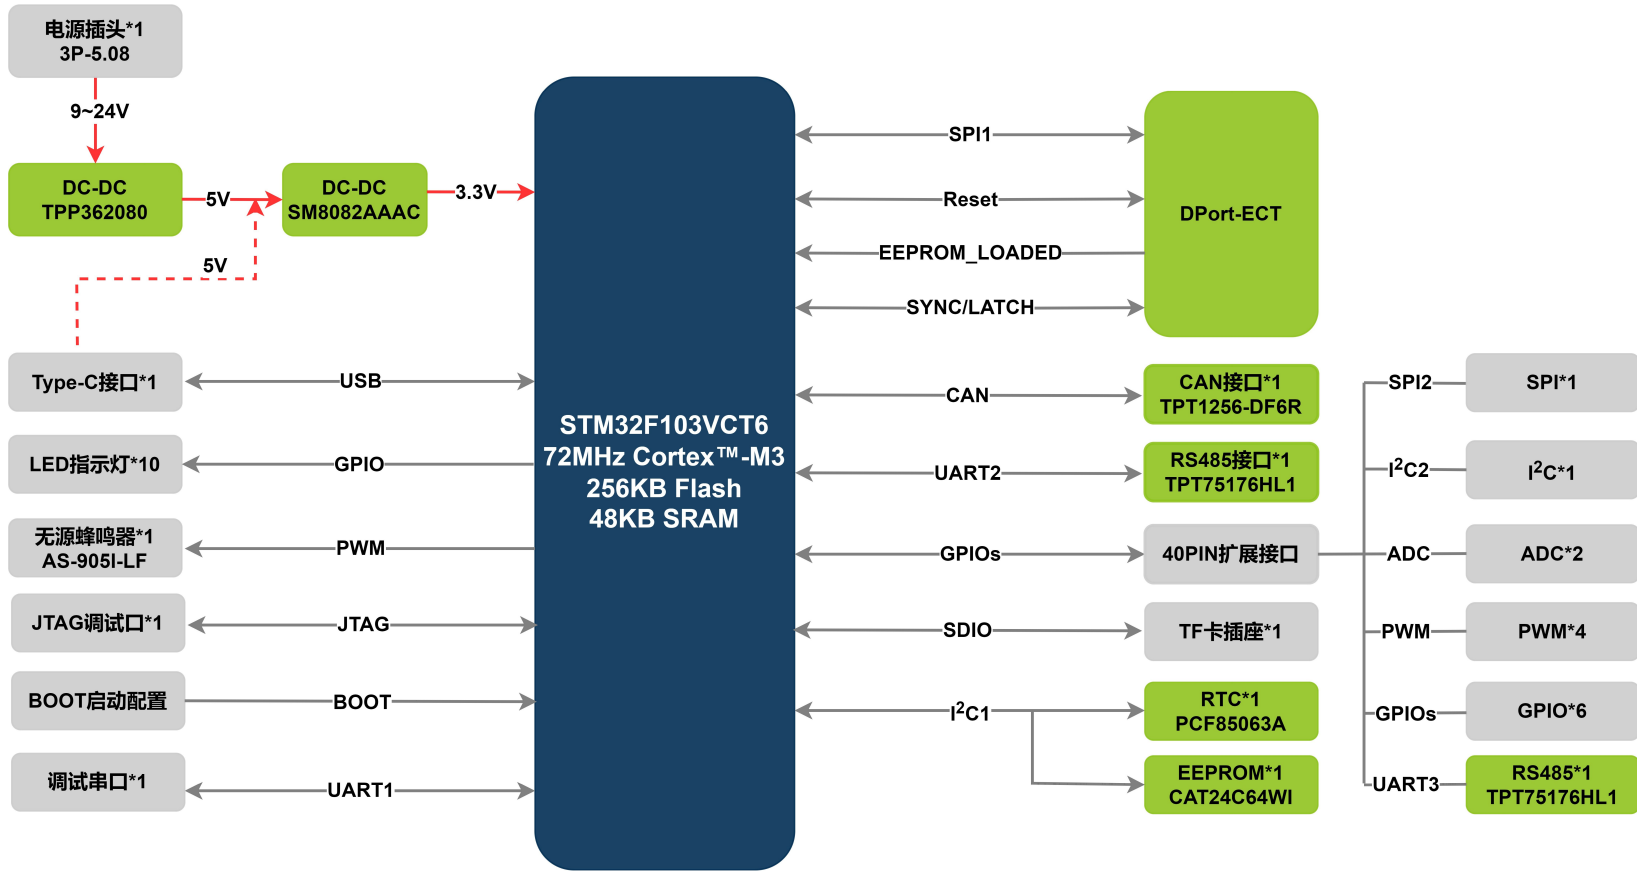 电源插头*1
3P-5.08
9~24V
DC-DC
TPP362080
5V
DC-DC
SM8082AAAC
3.3V
5V
Type-C接口*1
USB
LED指示灯*10
GPIO
无源蜂鸣器*1
AS-905I-LF
PWM
JTAG调试口*1
JTAG
BOOT启动配置
BOOT
调试串口*1
UART1
STM32F103VCT6
72MHz Cortex™-M3
256KB Flash
48KB SRAM
SPI1
Reset
EEPROM_LOADED
SYNC/LATCH
DPort-ECT
CAN
CAN接口*1
TPT1256-DF6R
UART2
RS485接口*1
TPT75176HL1
GPIOs
40PIN扩展接口
SDIO
TF卡插座*1
I²C1
RTC*1
PCF85063A
EEPROM*1
CAT24C64WI
SPI2
SPI*1
I²C2
I²C*1
ADC
ADC*2
PWM
PWM*4
GPIOs
GPIO*6
UART3
RS485*1
TPT75176HL1